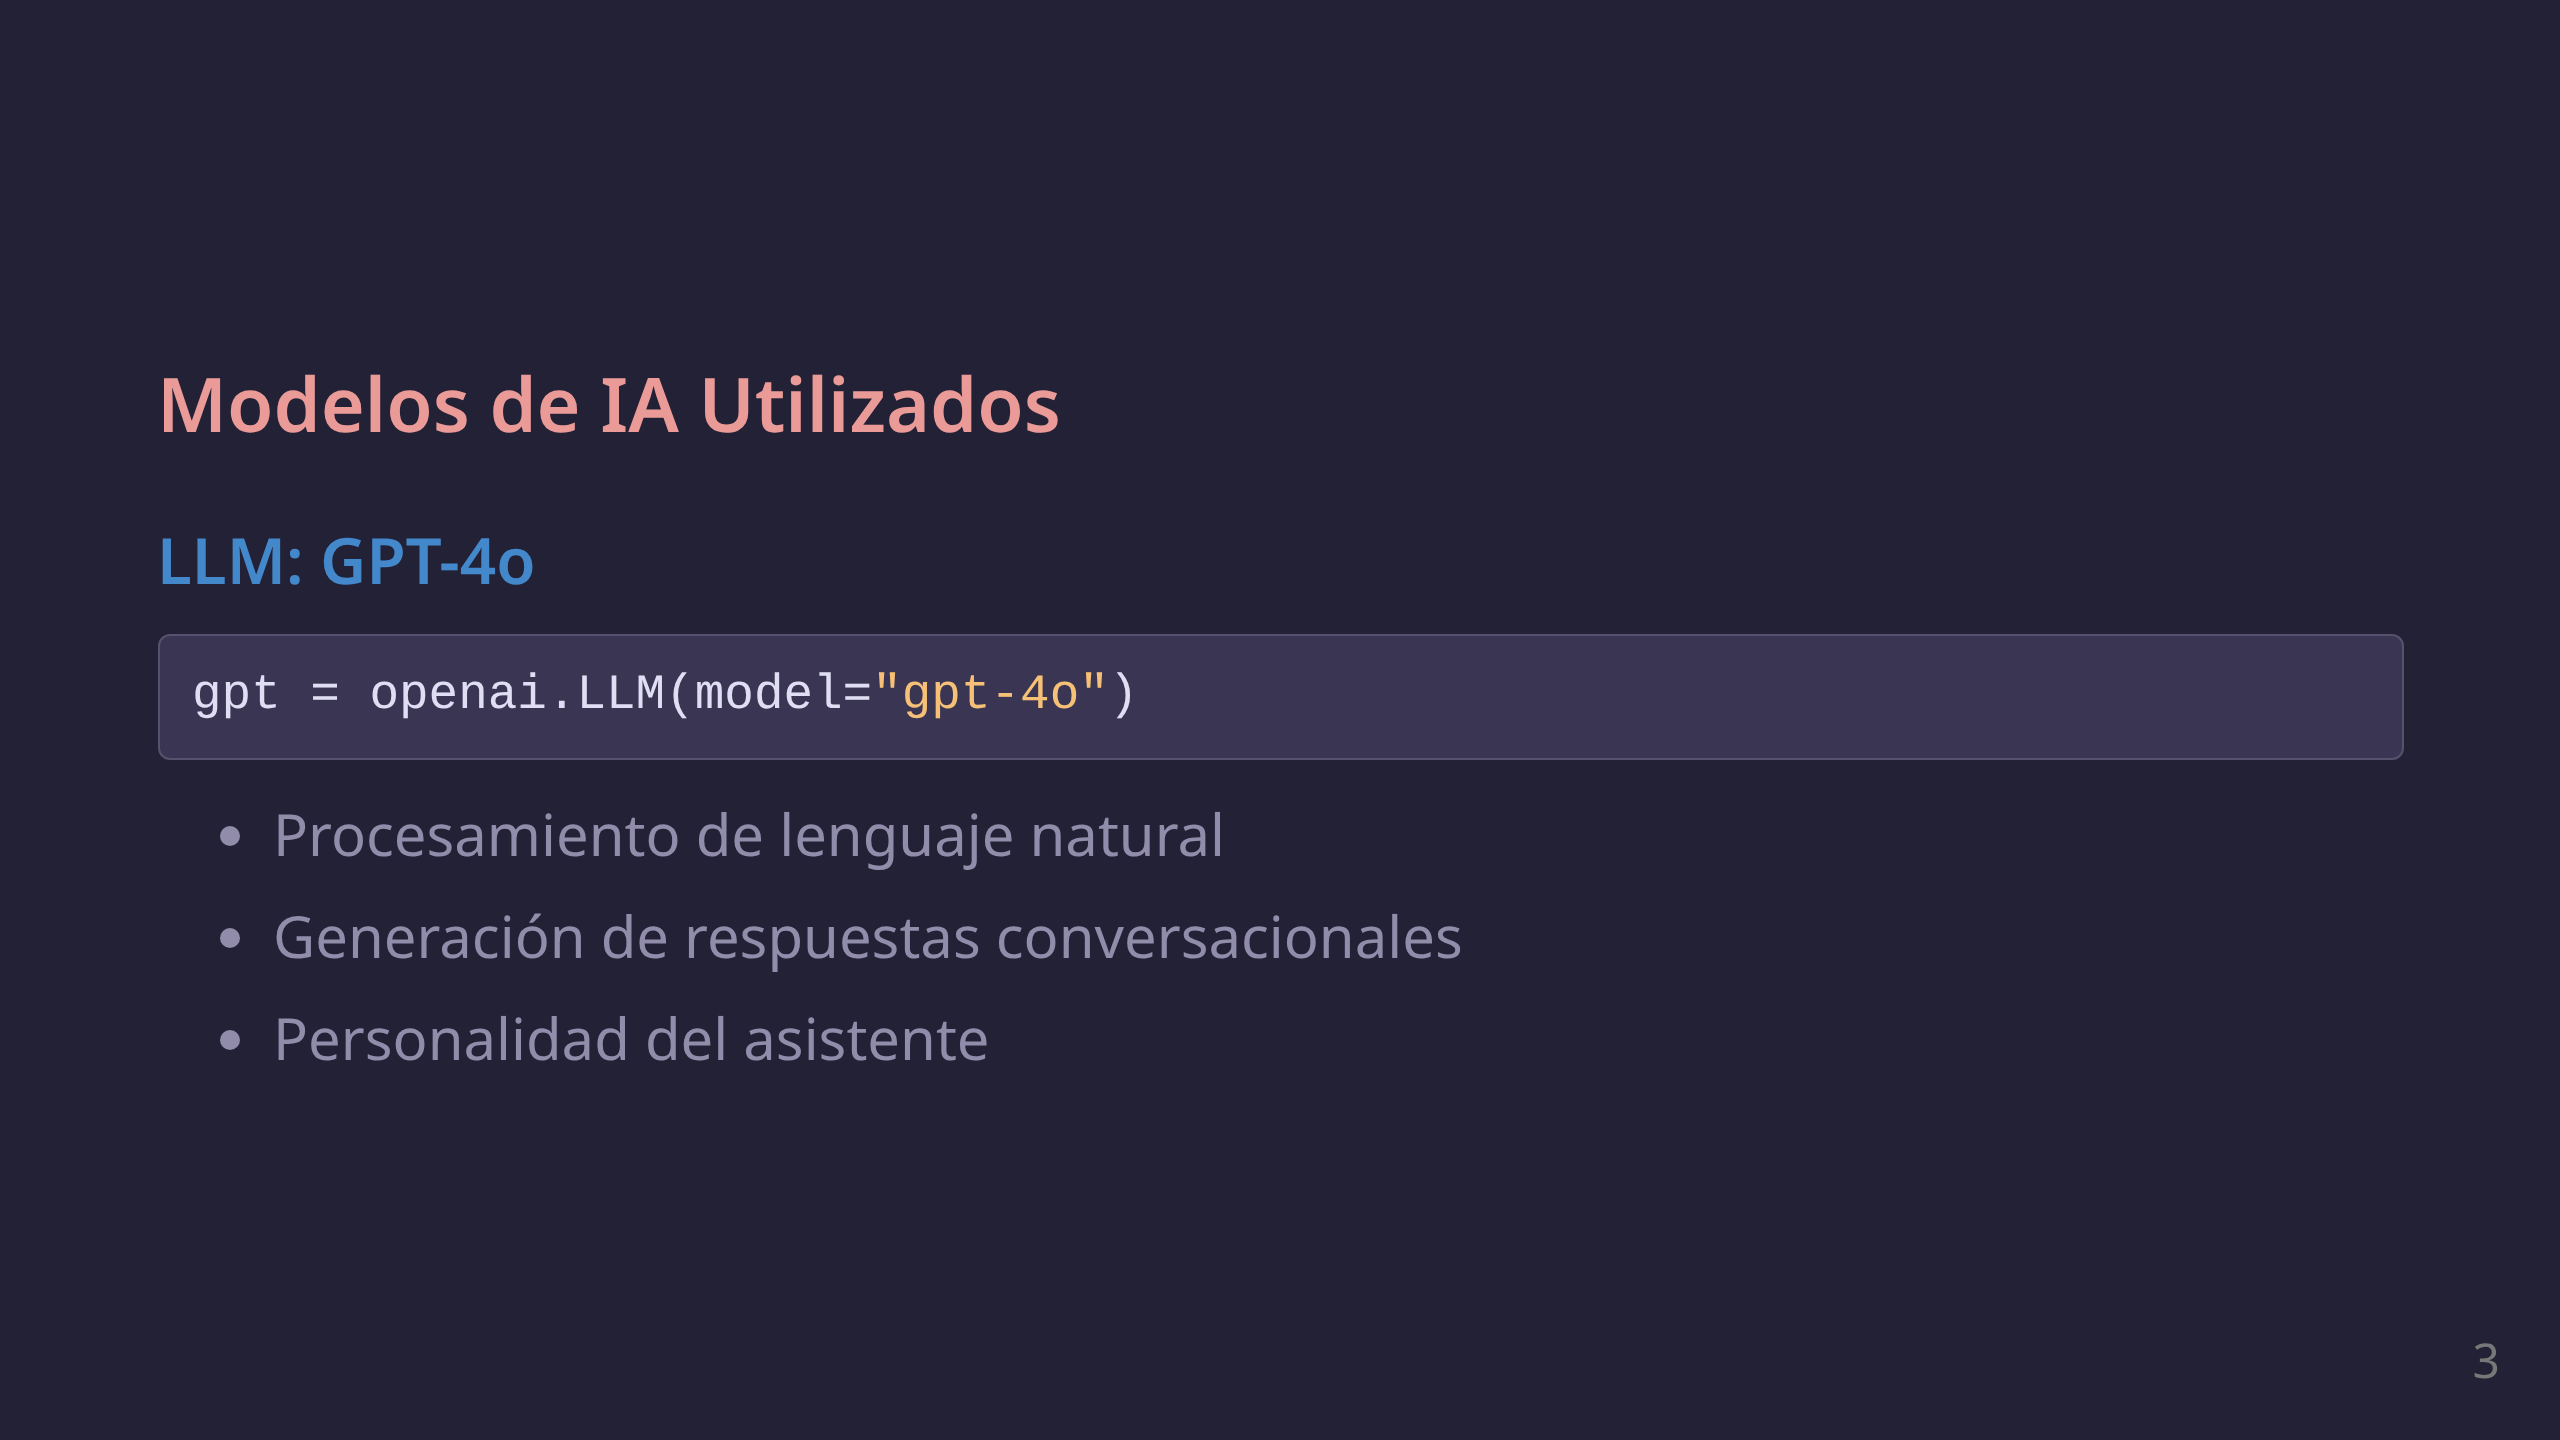 Modelos de IA Utilizados
LLM: GPT-4o
gpt = openai.LLM(model="gpt-4o")
Procesamiento de lenguaje natural
Generación de respuestas conversacionales
Personalidad del asistente
3